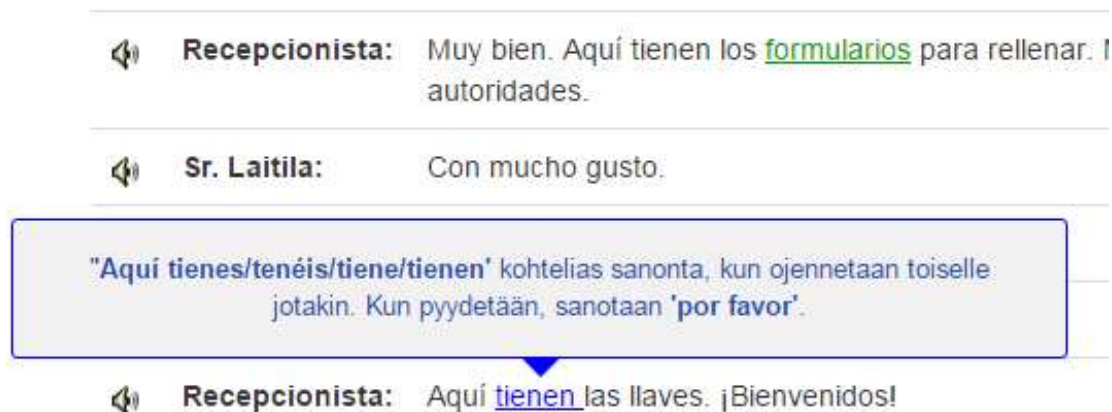 Recepcionista: Muy bien. Aquí tienen los formularios para rellenar.
autoridades.
Sr. Laitila: Con mucho gusto.
"Aquí tienes/tenéis/tiene/tienen' kohtelias sanonta, kun ojennetaan toiselle
jotakin. Kun pyydetään, sanotaan 'por favor'.
Recepcionista: Aquí tienen las llaves. ¡Bienvenidos!